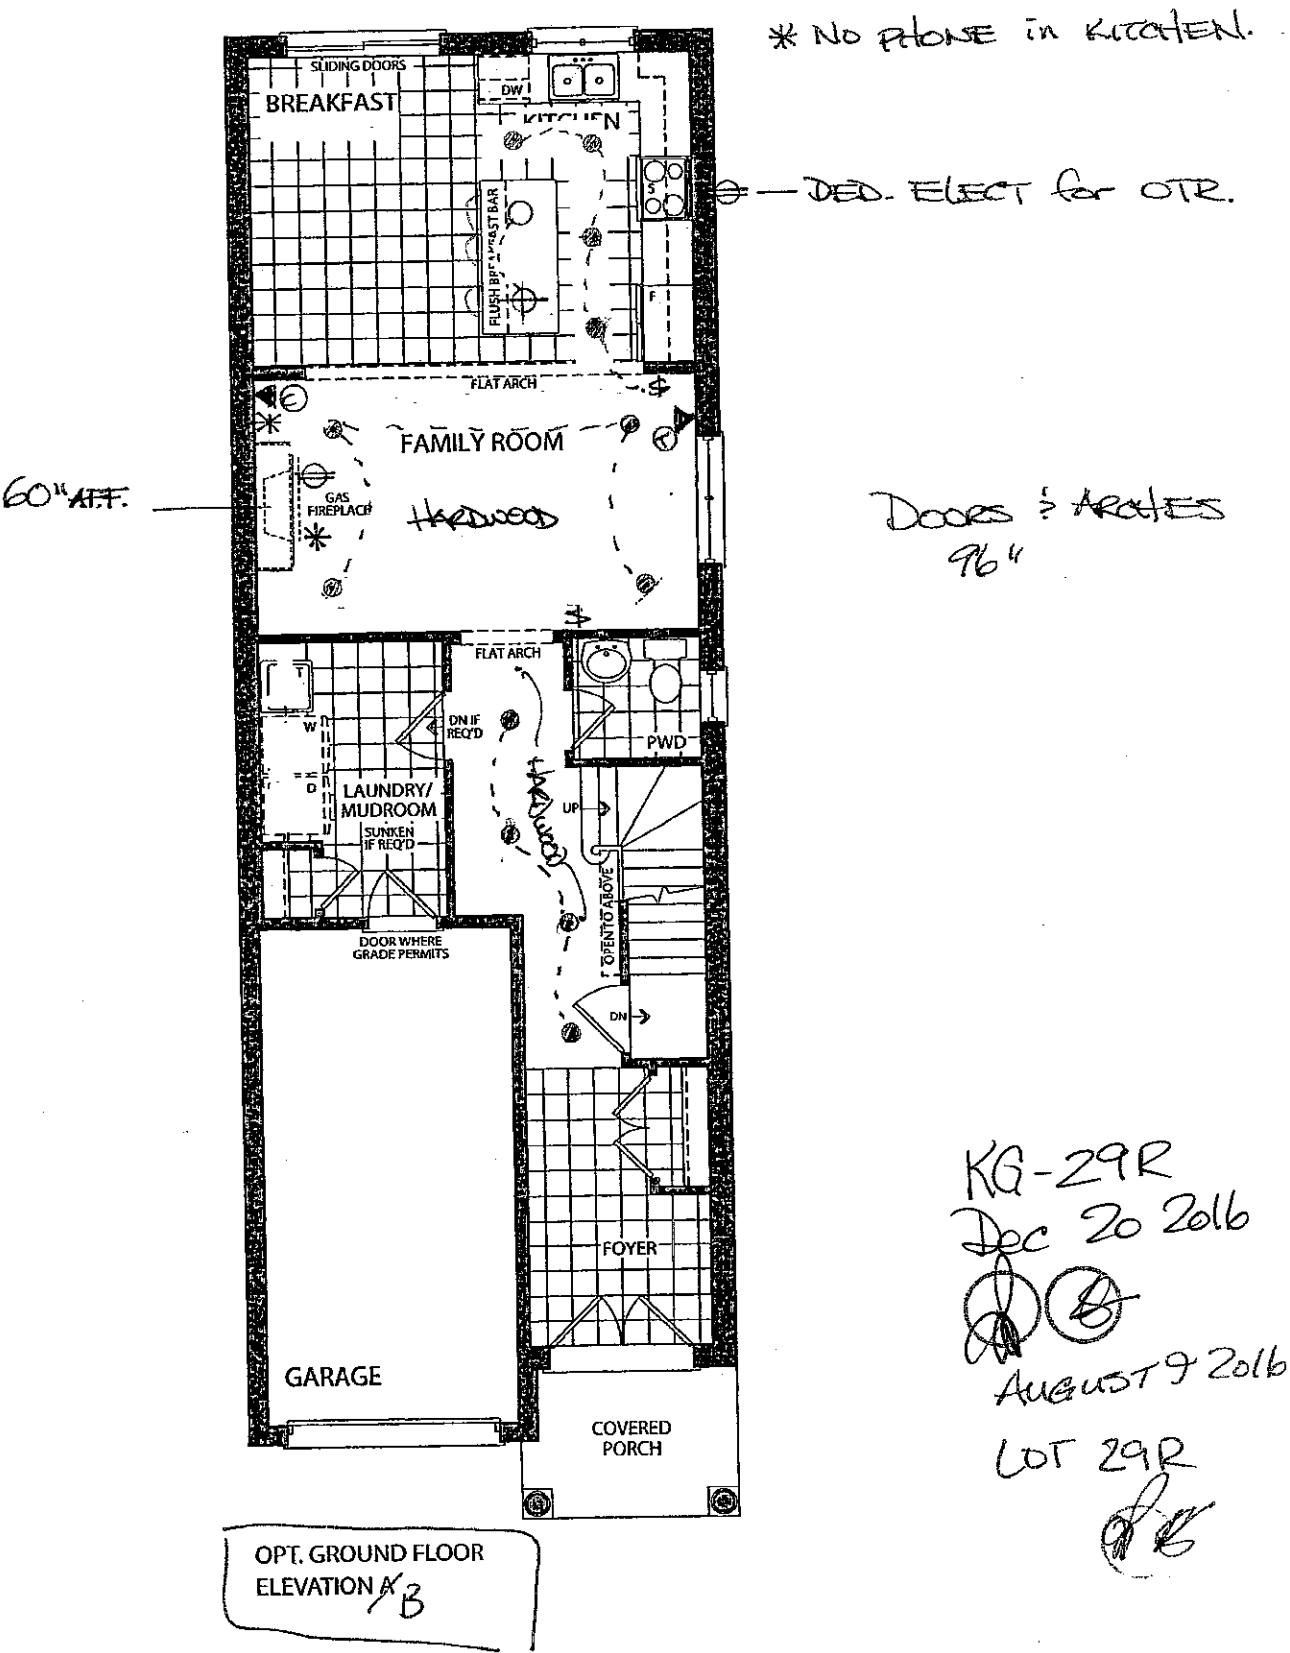 * NO PHONE in KITCHEN.
SLIDING DOORS
BREAKFAST
DW
KITCHEN
S
DED. ELECT for OTR.
FLUSH BREAKFAST BAR
F
FLAT ARCH
$
C
*
FAMILY ROOM
T
60" AFF.
GAS
FIREPLACE
*
HARDWOOD
DOORS & ARCHES
96"
$
FLAT ARCH
T
W
D
DN IF
REQ'D
PWD
HARDWOOD
UP
LAUNDRY/
MUDROOM
SUNKEN
IF REQ'D
OPEN TO ABOVE
DOOR WHERE
GRADE PERMITS
DN
KG-29R
Dec 20 2016
FOYER
AUGUST 9 2016
GARAGE
COVERED
PORCH
LOT 29R
OPT. GROUND FLOOR
ELEVATION A B